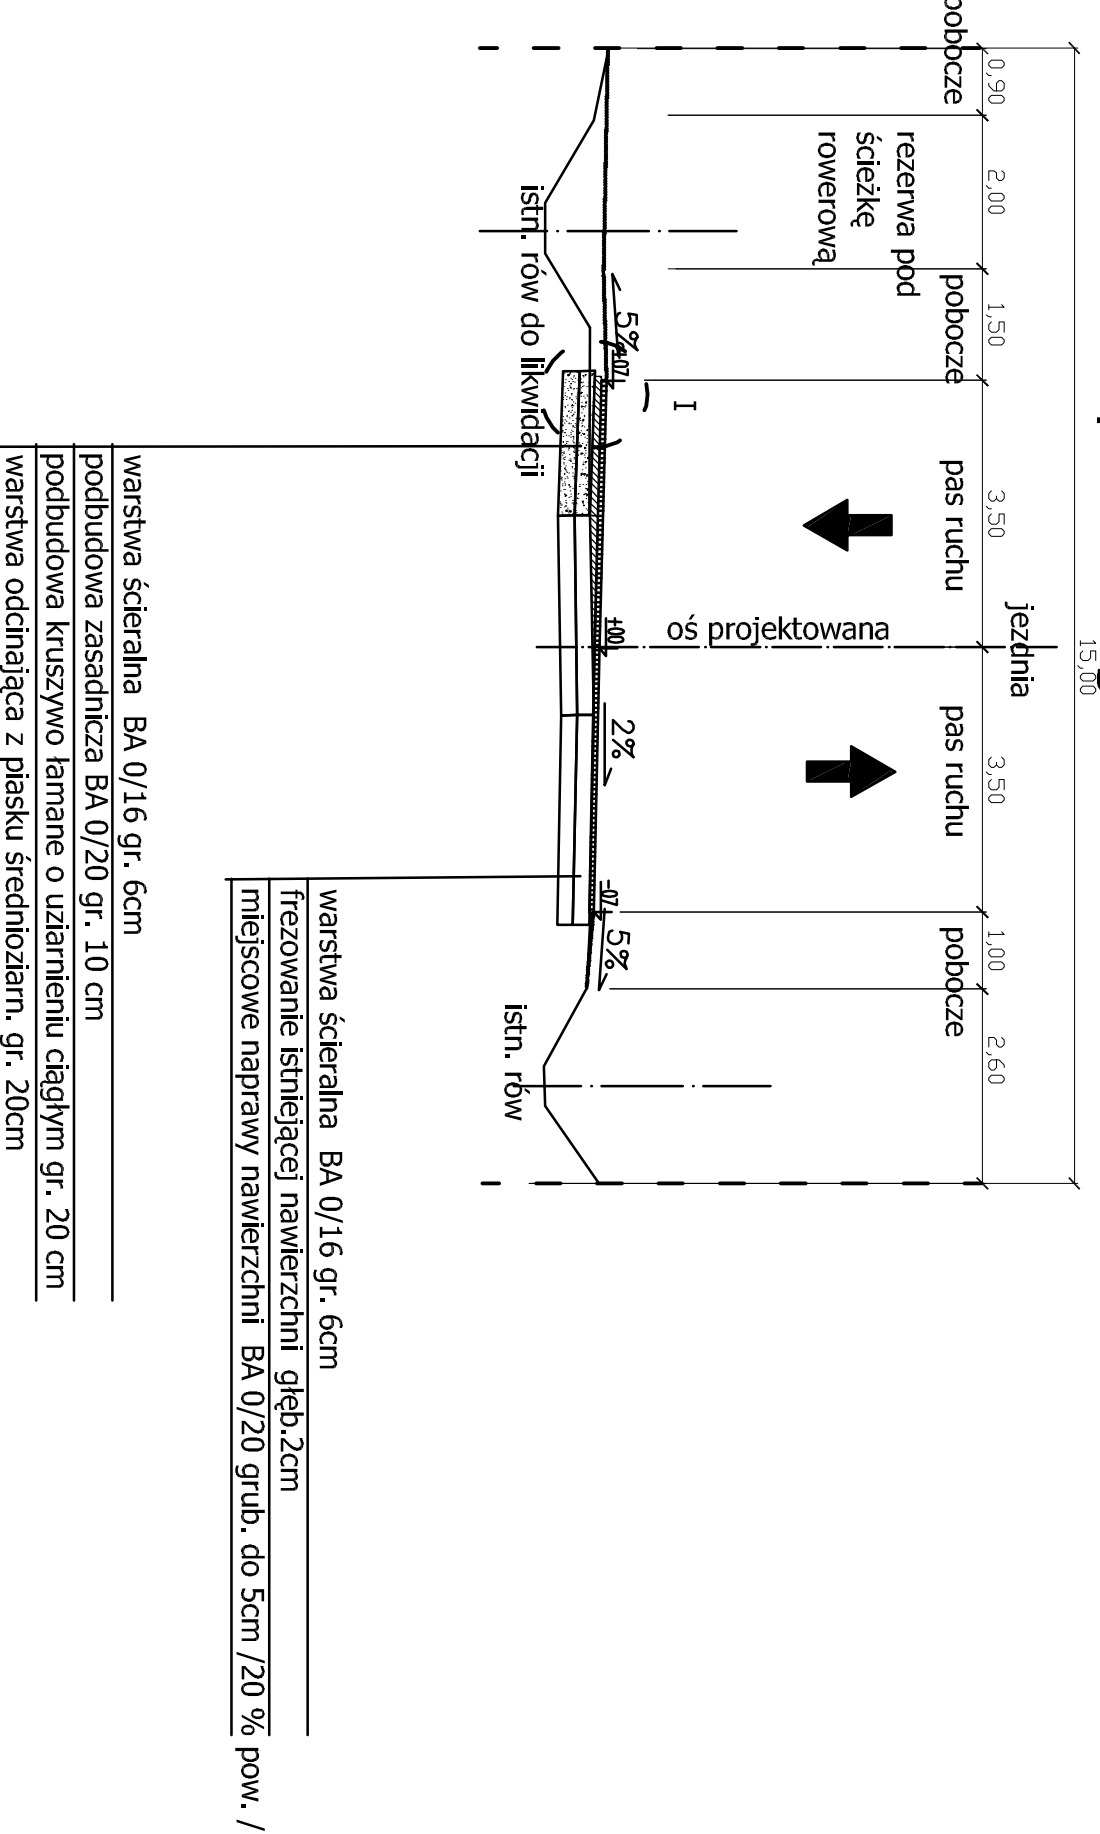 15,00
jezdnia
0,90
2,00
1,50
3,50
3,50
1,00
2,60
pobocze
rezerwa pod
ścieżkę
rowerową
pobocze
pas ruchu
pas ruchu
pobocze
oś projektowana
I
5%
+07
+00
2%
-07
5%
istn. rów do likwidacji
istn. rów
warstwa ścieralna BA 0/16 gr. 6cm
frezowanie istniejącej nawierzchni głęb.2cm
miejscowe naprawy nawierzchni BA 0/20 grub. do 5cm /20 % pow. /
warstwa ścieralna BA 0/16 gr. 6cm
podbudowa zasadnicza BA 0/20 gr. 10 cm
podbudowa kruszywo łamane o uziarnieniu ciągłym gr. 20 cm
warstwa odcinająca z piasku średnioziarn. gr. 20cm